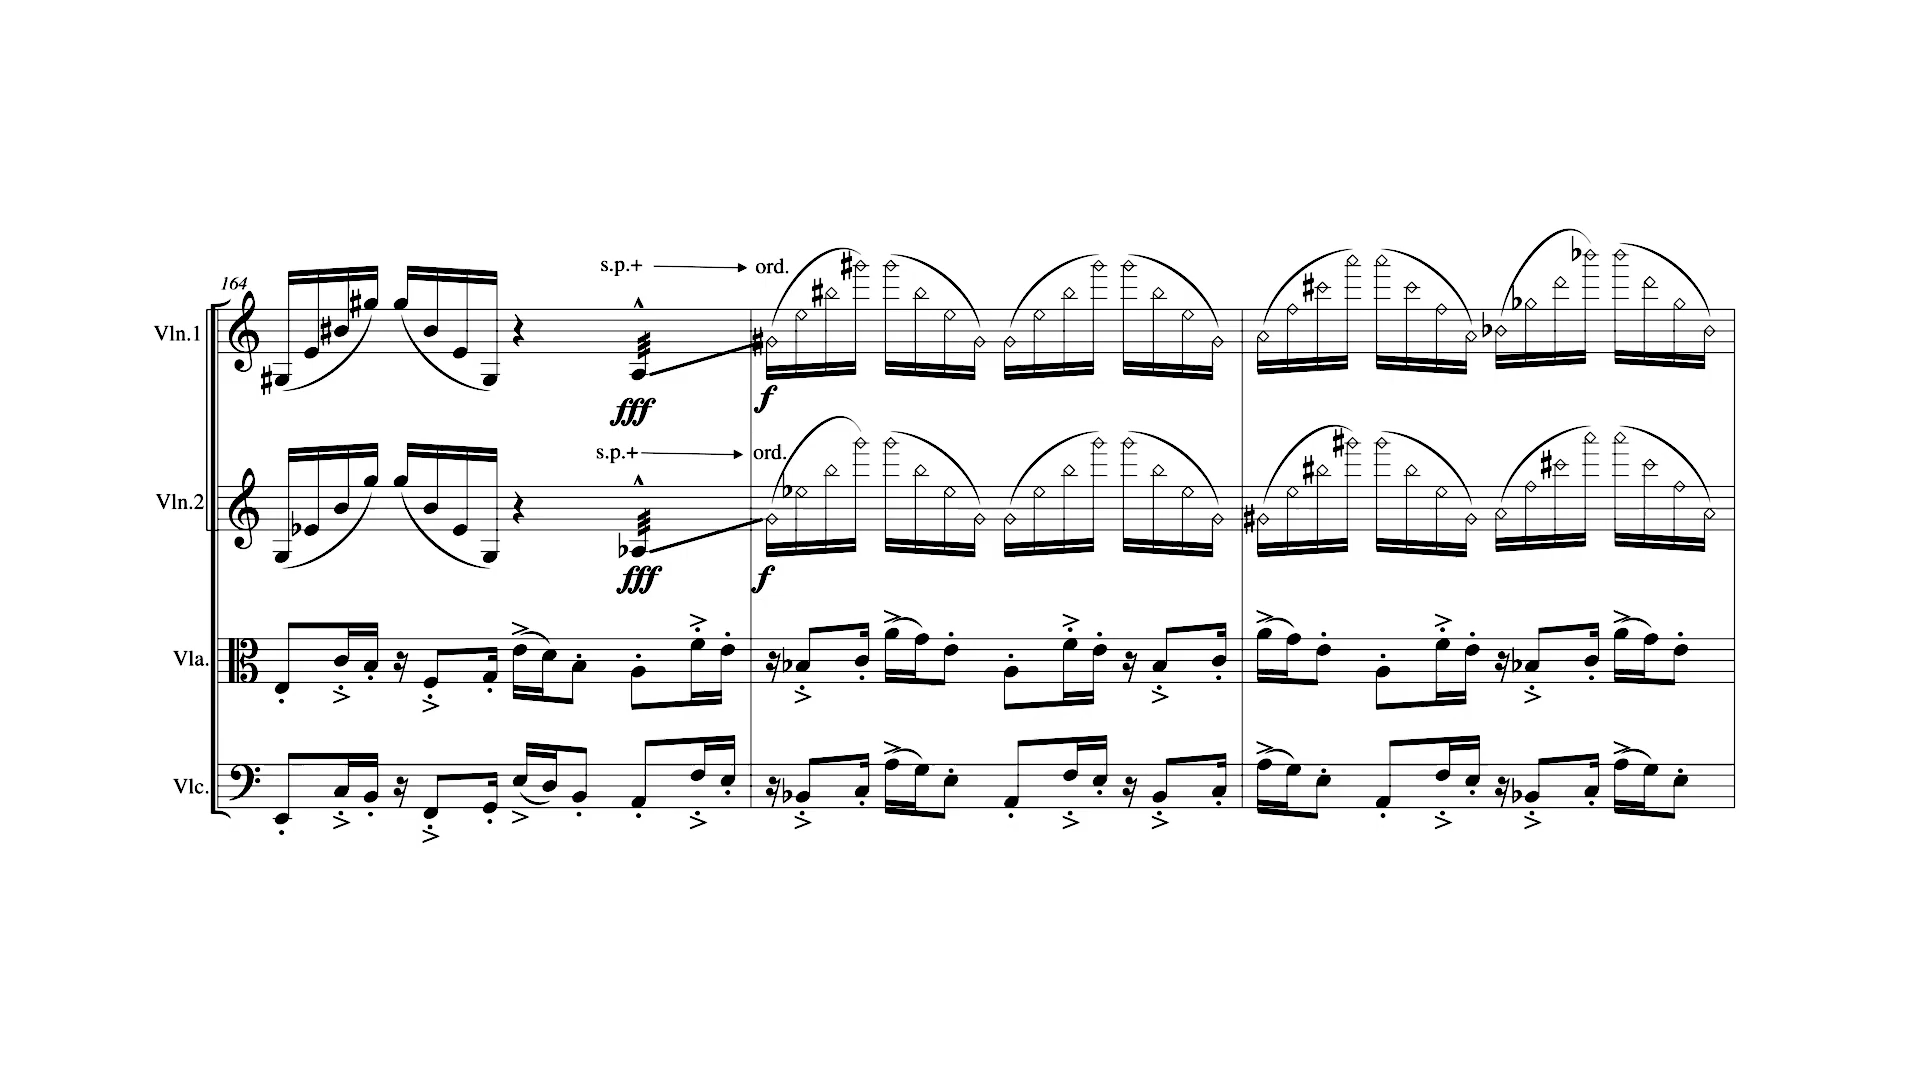 s.p.+ ord.
164
Vln.1
f
fff
s.p.+ ord.
Vln.2
fff f
Vla.
Vlc.